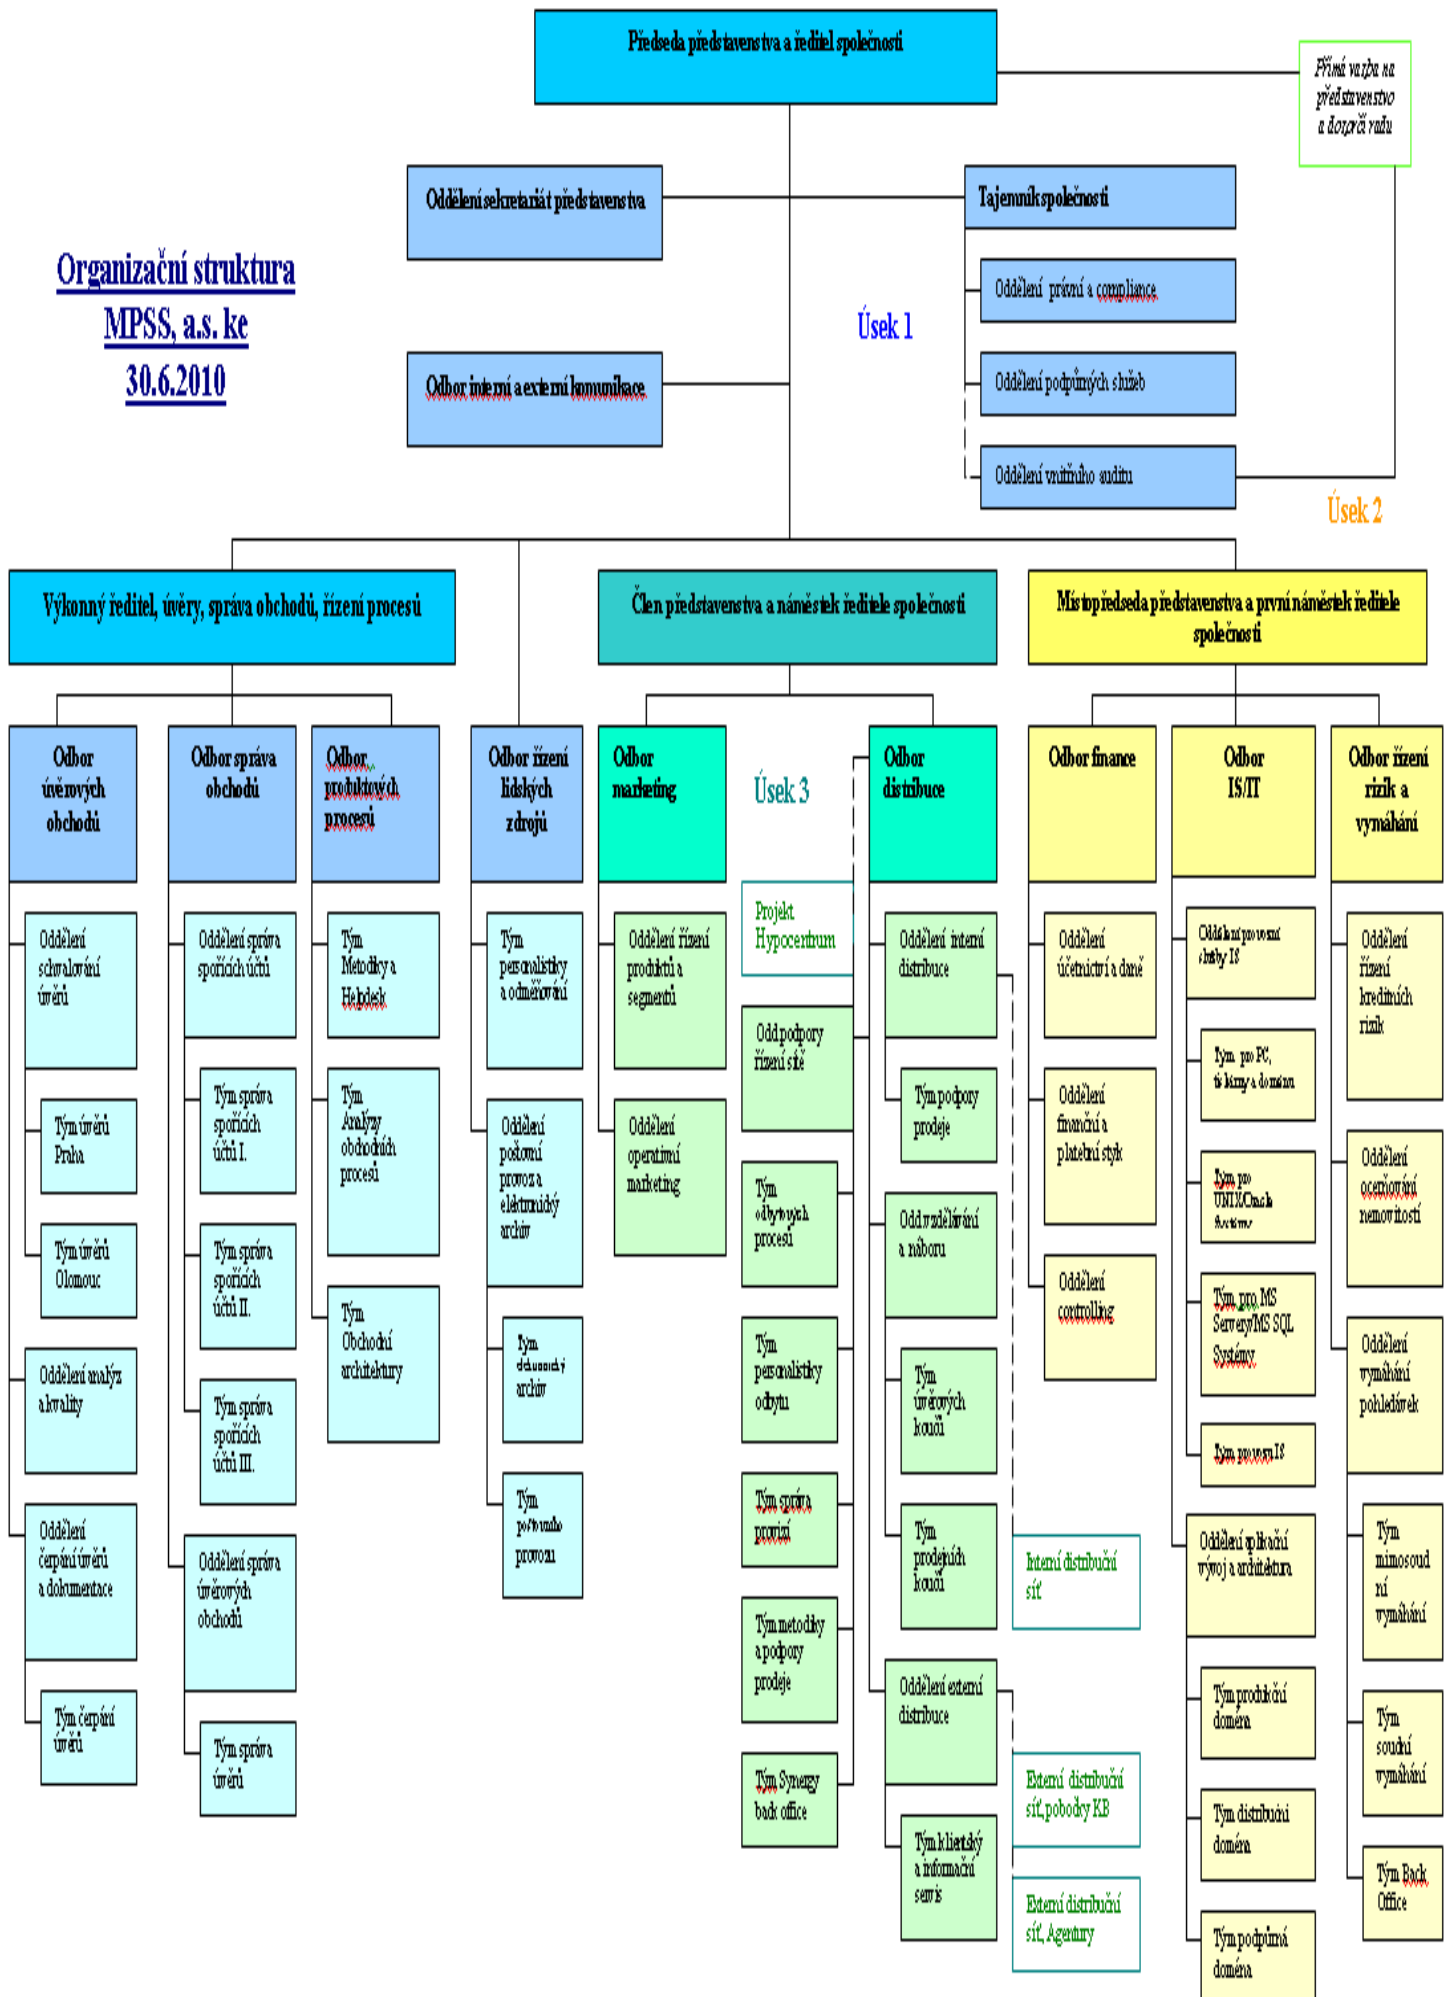 Předseda představenstva a ředitel společnosti
Přímá vazba na
představenstvo
a dozorčí radu
Oddělení sekretariát představenstva
Tajemník společnosti
Organizační struktura
MPSS, a.s. ke
30.6.2010
Oddělení právní a compliance
Úsek 1
Odbor interní a externí komunikace
Oddělení podpůrných služeb
Oddělení vnitřního auditu
Úsek 2
Výkonný ředitel, úvěry, správa obchodů, řízení procesů
Člen představenstva a náměstek ředitele společnosti
Místopředseda představenstva a první náměstek ředitele
společnosti
Odbor
úvěrových
obchodů
Odbor správa
obchodů
Odbor
produktových
procesů
Odbor řízení
lidských
zdrojů
Odbor
marketing
Úsek 3
Odbor
distribuce
Odbor finance
Odbor
IS/IT
Odbor řízení
rizik a
vymáhání
Oddělení
schvalování
úvěrů
Tým úvěrů
Praha
Tým úvěrů
Olomouc
Oddělení analýz
a kvality
Oddělení
čerpání úvěrů
a dokumentace
Tým čerpání
úvěrů
Oddělení správa
spořících účtů
Tým správa
spořících
účtů I.
Tým správa
spořících
účtů II.
Tým správa
spořících
účtů III.
Oddělení správa
úvěrových
obchodů
Tým správa
úvěrů
Tým
Metodiky a
Helpdesk
Tým
Analýzy
obchodních
procesů
Tým
Obchodní
architektury
Tým
personalistiky
a odměňování
Oddělení
poštovní
provoz a
elektronický
archiv
Tým
elektronický
archiv
Tým
poštovního
provozu
Oddělení řízení
produktů a
segmentů
Oddělení
operativní
marketing
Projekt
Hypocentrum
Odd podpory
řízení sítě
Tým
odbytových
procesů
Tým
personalistiky
odbytu
Tým správa
provizí
Tým metodiky
a podpory
prodeje
Tým Synergy
back office
Oddělení interní
distribuce
Tým podpory
prodeje
Odd vzdělávání
a náboru
Tým
úvěrových
koučů
Tým
prodejních
koučů
Oddělení externí
distribuce
Tým klientský
a informační
servis
Interní distribuční
síť
Externí distribuční
síť, pobočky KB
Externí distribuční
síť, Agentury
Oddělení
účetnictví a daně
Oddělení
finanční a
platební styk
Oddělení
controlling
Oddělení provozní
služby IS
Tým pro PC,
tiskárny a doménu
Tým pro
UNIX/Oracle
Tým pro MS
Servery/MS SQL
Systémy
Tým provozu IS
Oddělení aplikační
vývoj a architektura
Tým produkční
doména
Tým distribuční
doména
Tým podpůrná
doména
Oddělení
řízení
kreditních
rizik
Oddělení
oceňování
nemovitostí
Oddělení
vymáhání
pohledávek
Tým
mimosoud
ní
vymáhání
Tým
soudní
vymáhání
Tým Back
Office